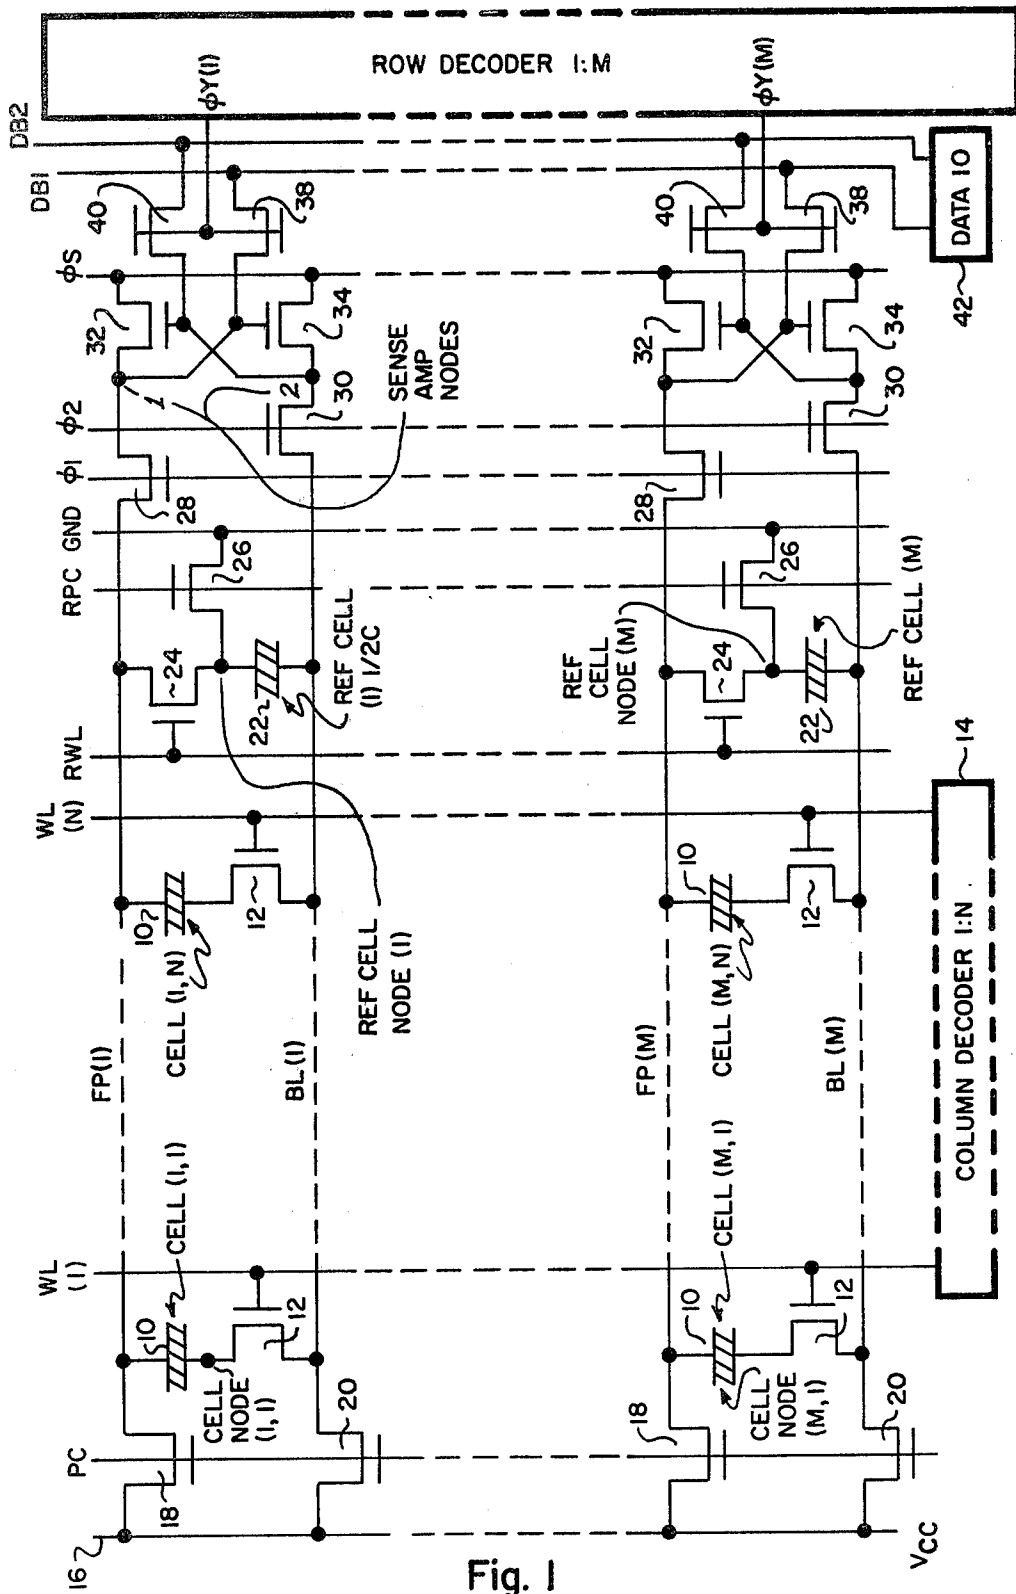 16
PC
WL
(1)
WL
(N)
RWL
RPC
GND
φ1
φ2
φS
DB1
DB2
18
10
CELL (1,1)
CELL
NODE
(1,1)
12
20
FP(1)
BL(1)
10
CELL (1,N)
12
REF CELL
NODE (1)
~24
22
REF CELL
(1) 1/2C
26
28
1
2
30
SENSE
AMP
NODES
32
34
40
38
φY(1)
ROW DECODER 1:M
18
10
CELL (M,1)
CELL
NODE
(M,1)
12
20
FP(M)
BL(M)
10
CELL (M,N)
12
REF
CELL
NODE (M)
~24
22
REF CELL (M)
26
28
30
32
34
40
38
φY(M)
VCC
COLUMN DECODER 1:N
14
42
DATA IO
Fig. 1